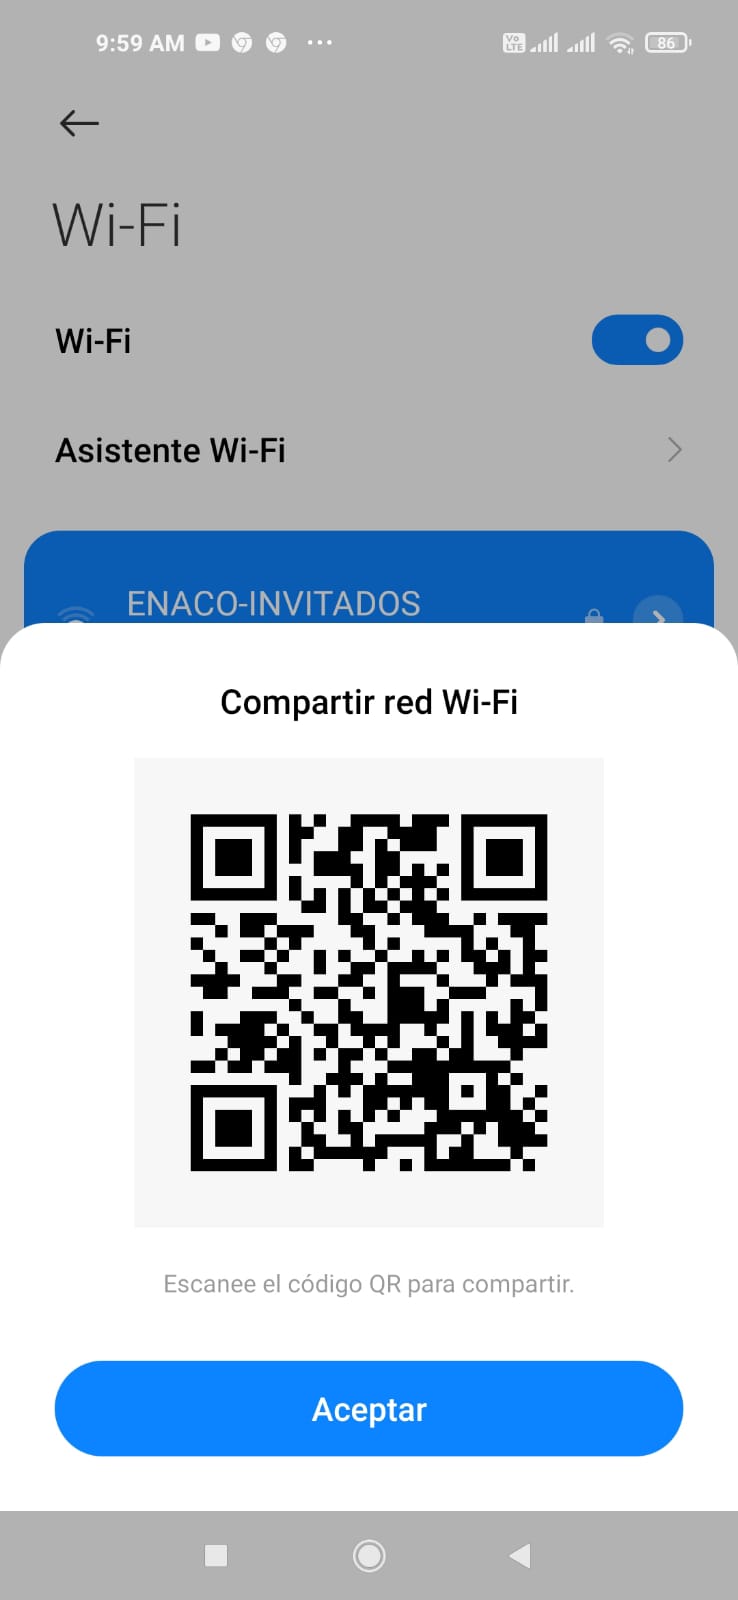 9:59 AM
Vo LTE
86
Wi-Fi
Wi-Fi
Asistente Wi-Fi
ENACO-INVITADOS
Compartir red Wi-Fi
Escanee el código QR para compartir.
Aceptar